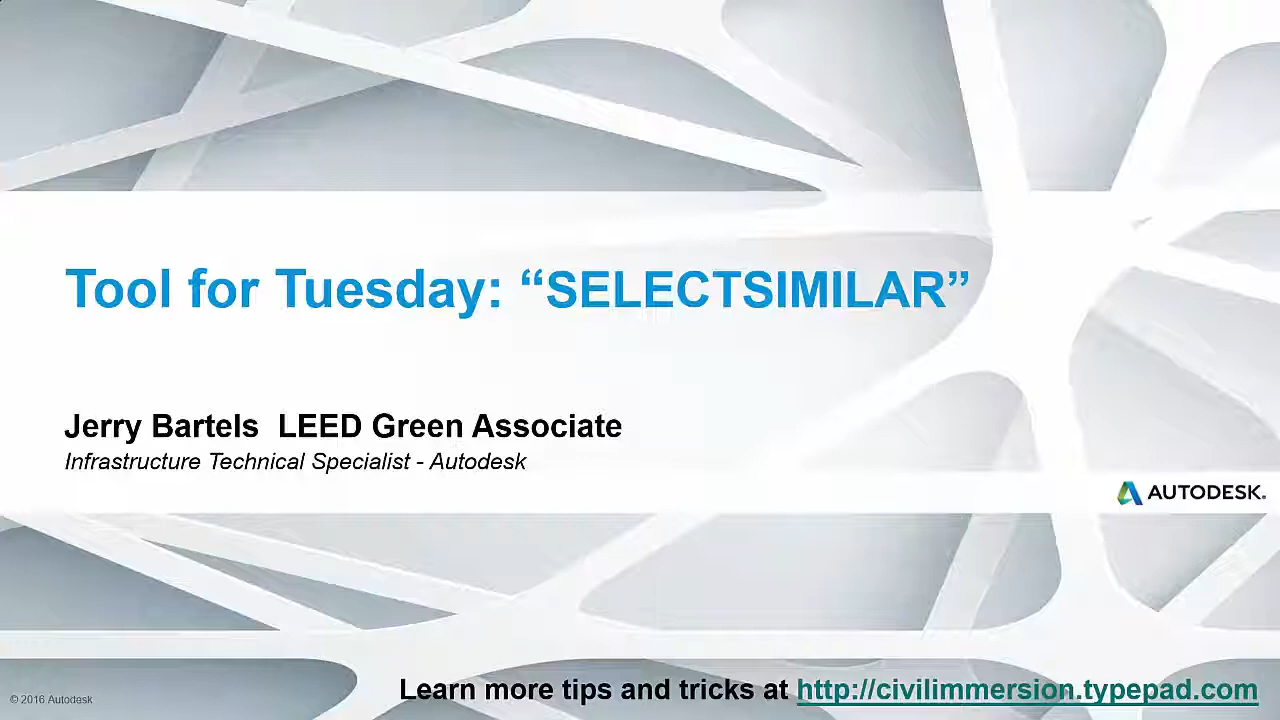 Tool for Tuesday: “SELECTSIMILAR”
Jerry Bartels  LEED Green Associate
Infrastructure Technical Specialist - Autodesk
AUTODESK.
© 2016 Autodesk
Learn more tips and tricks at http://civilimmersion.typepad.com